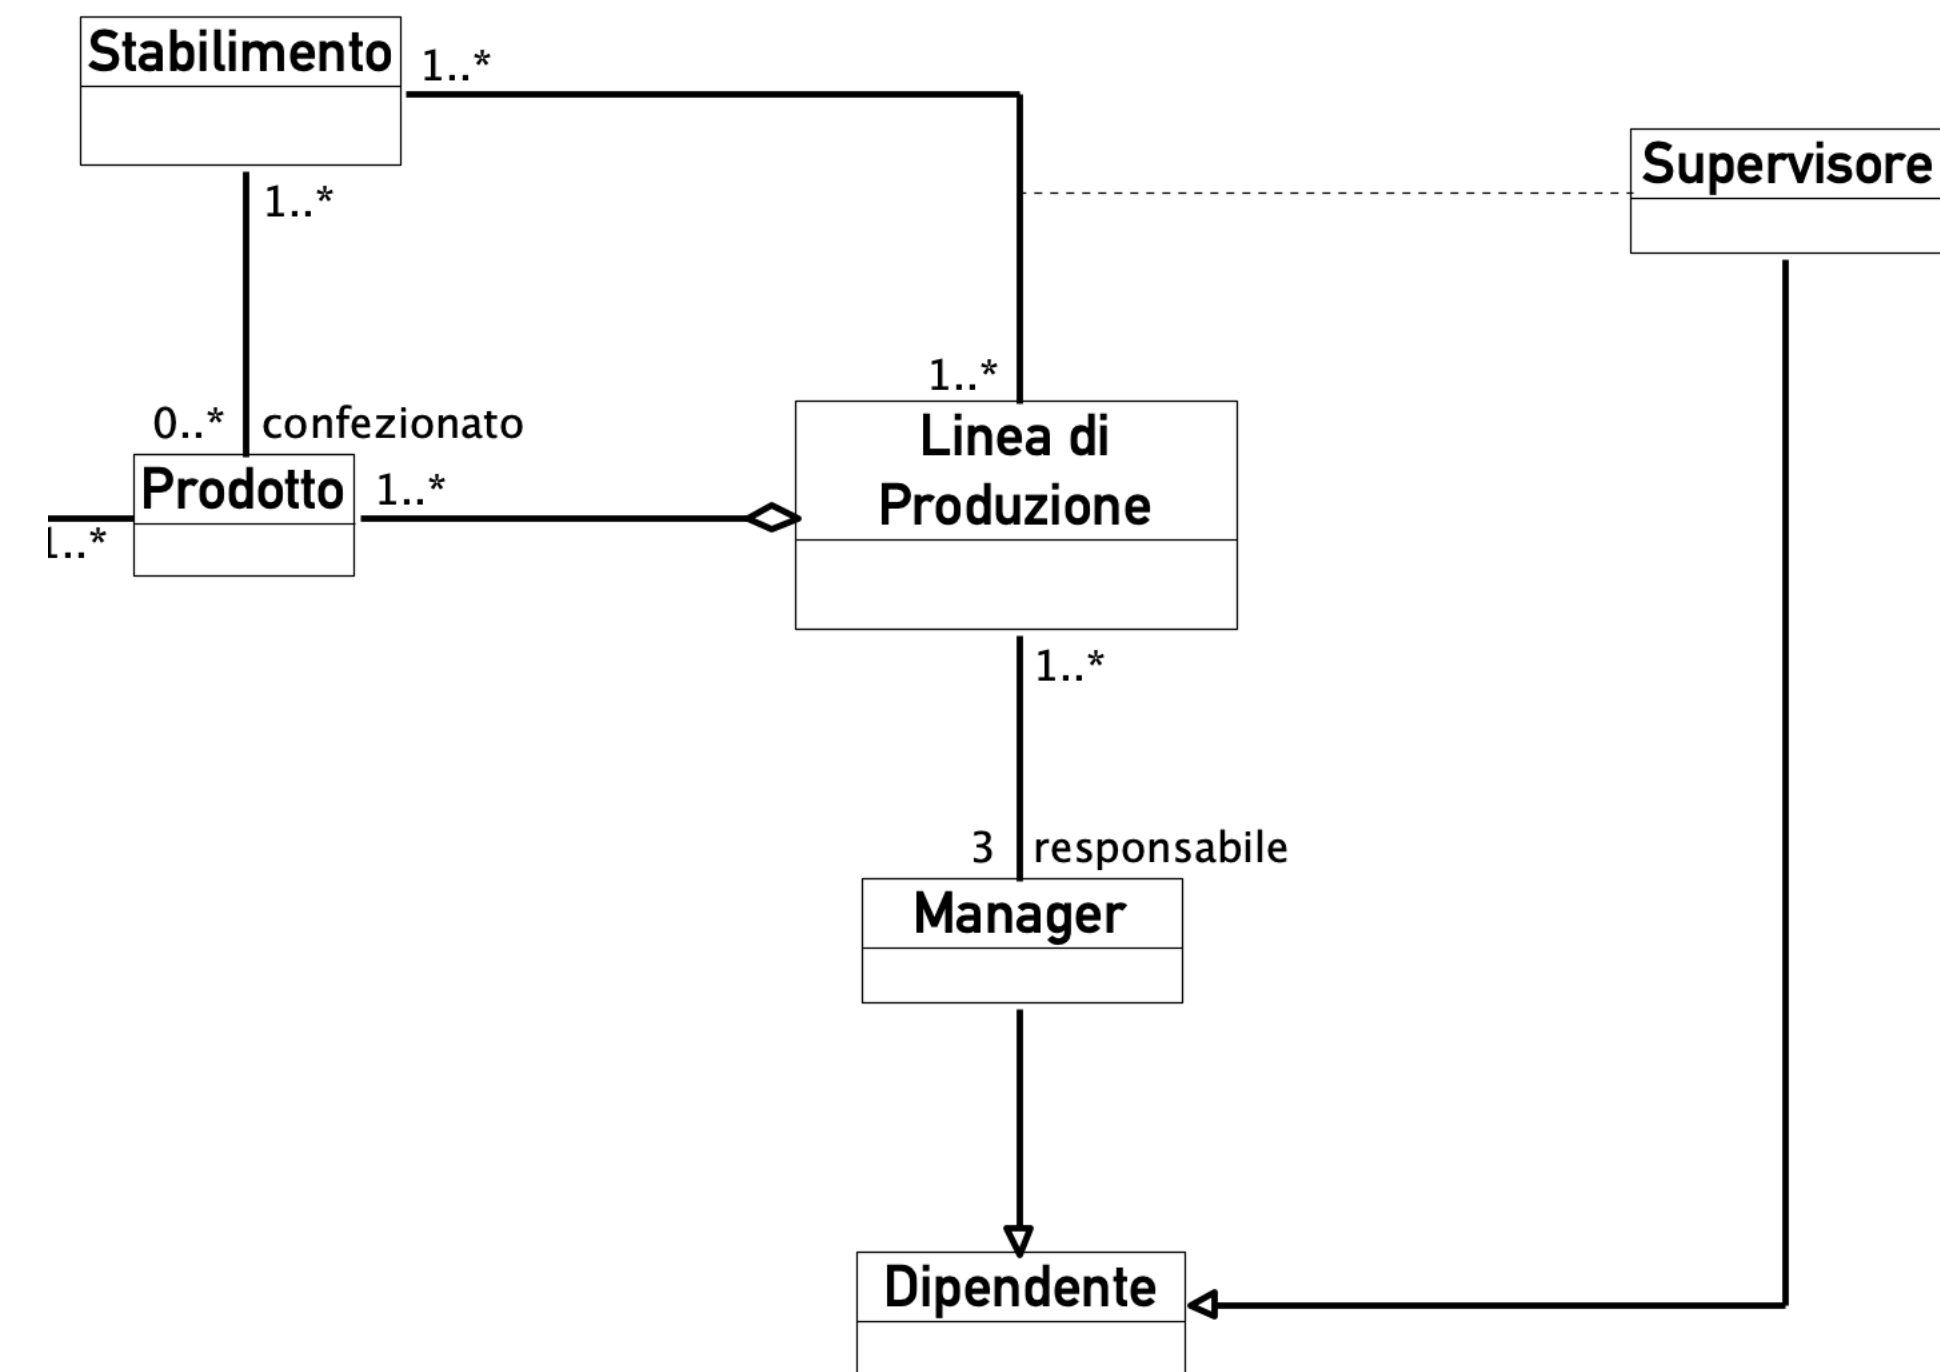 Stabilimento
1..*
Supervisore
1..*
1..*
0..*
confezionato
Linea di
Produzione
Prodotto
1..*
1..*
1..*
3
responsabile
Manager
Dipendente